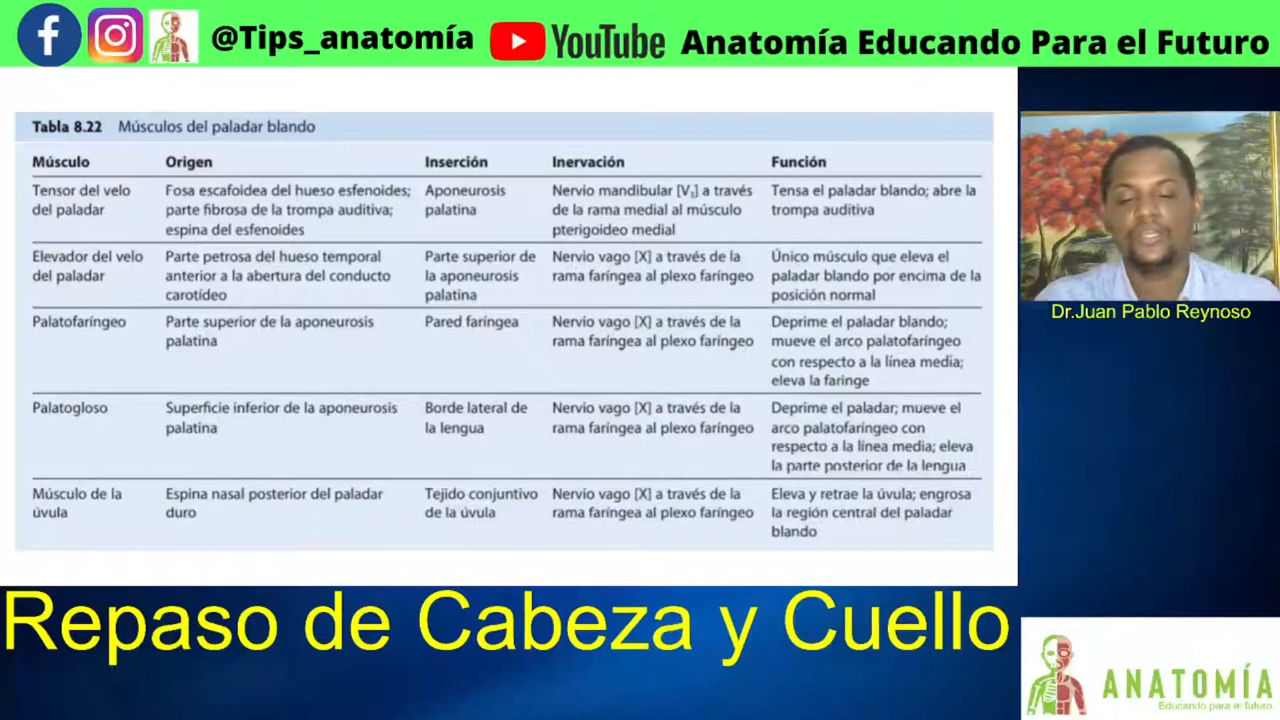 @Tips_anatomía YouTube Anatomía Educando Para el Futuro
Tabla 8.22 Músculos del paladar blando
Músculo Origen Inserción Inervación Función
Tensor del velo Fosa escafoidea del hueso esfenoides; Aponeurosis Nervio mandibular [V₃] a través Tensa el paladar blando; abre la
del paladar parte fibrosa de la trompa auditiva; palatina de la rama medial al músculo trompa auditiva
espina del esfenoides pterigoideo medial
Elevador del velo Parte petrosa del hueso temporal Parte superior de Nervio vago [X] a través de la Único músculo que eleva el
del paladar anterior a la abertura del conducto la aponeurosis rama faríngea al plexo faríngeo paladar blando por encima de la
carotídeo palatina posición normal
Palatofaríngeo Parte superior de la aponeurosis Pared faríngea Nervio vago [X] a través de la Deprime el paladar blando;
palatina rama faríngea al plexo faríngeo mueve el arco palatofaríngeo
con respecto a la línea media;
eleva la faringe
Palatogloso Superficie inferior de la aponeurosis Borde lateral de Nervio vago [X] a través de la Deprime el paladar; mueve el
palatina la lengua rama faríngea al plexo faríngeo arco palatofaríngeo con
respecto a la línea media; eleva
la parte posterior de la lengua
Músculo de la Espina nasal posterior del paladar Tejido conjuntivo Nervio vago [X] a través de la Eleva y retrae la úvula; engrosa
úvula duro de la úvula rama faríngea al plexo faríngeo la región central del paladar
blando
Dr.Juan Pablo Reynoso
Repaso de Cabeza y Cuello
ANATOMÍA
Educando para el futuro